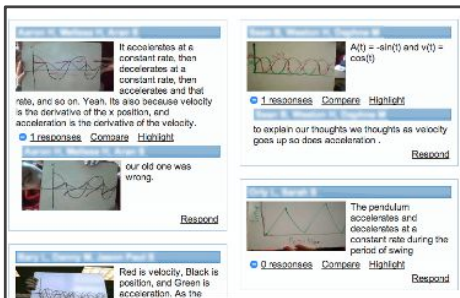 It accelerates at a
constant rate, then
decelerates at a
constant rate, then
accelerates and that
rate, and so on. Yeah. Its also because velocity
is the derivative of the x position, and
acceleration is the derivative of the velocity.
1 responses Compare Highlight
our old one was
wrong.
Respond
Red is velocity, Black is
position, and Green is
acceleration. As the
A(t) = -sin(t) and v(t) =
cos(t)
1 responses Compare Highlight
to explain our thoughts we thoughts as velocity
goes up so does acceleration .
Respond
The pendulum
accelerates and
decelerates at a
constant rate during the
period of swing
0 responses Compare Highlight
Respond